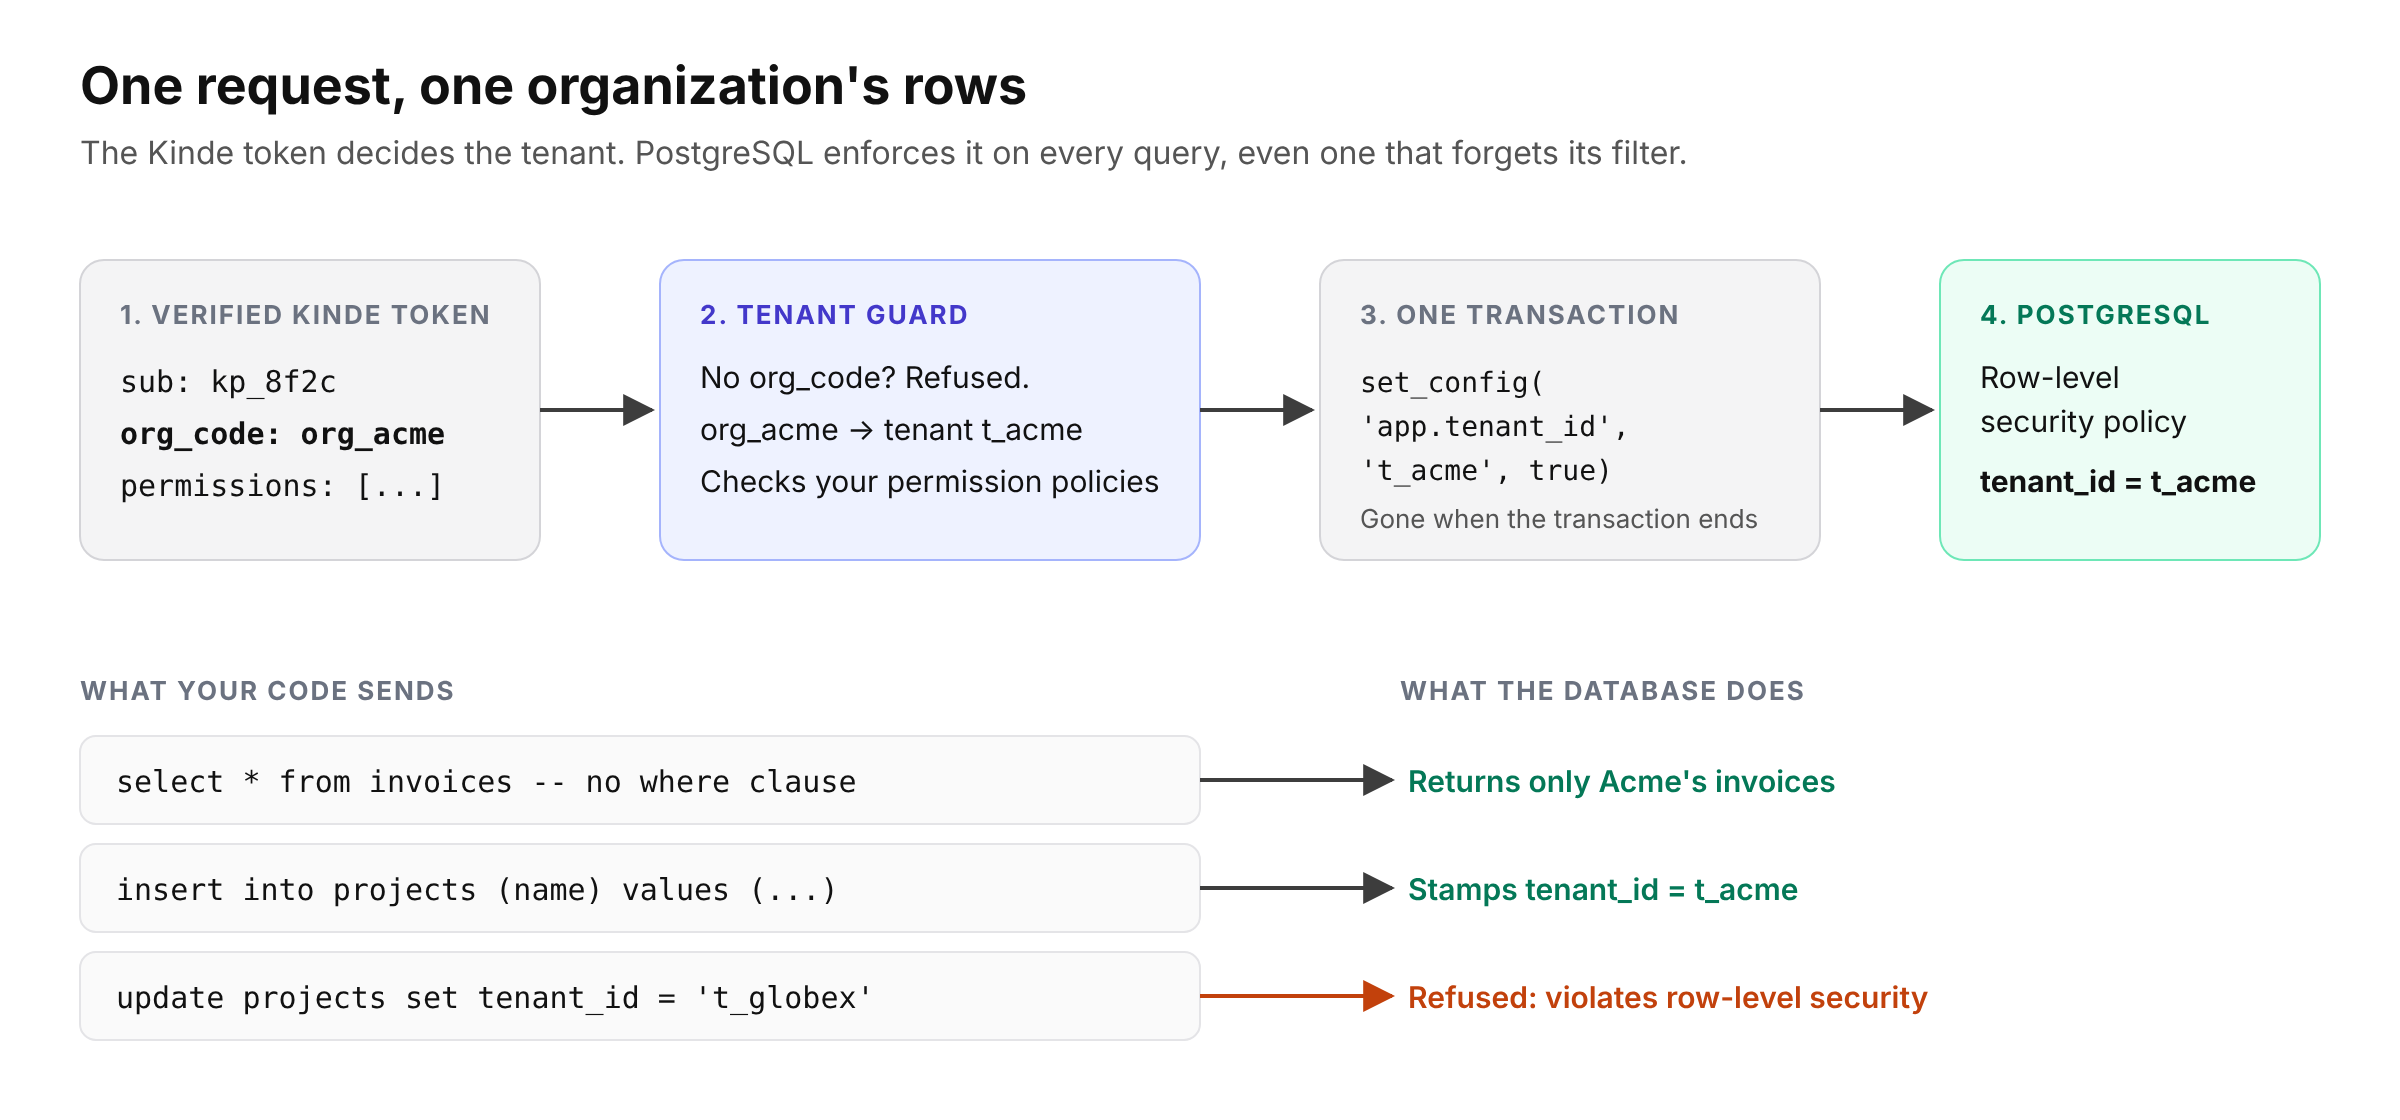 One request, one organization's rows
The Kinde token decides the tenant. PostgreSQL enforces it on every query, even one that forgets its filter.
1. VERIFIED KINDE TOKEN
sub: kp_8f2c
org_code: org_acme
permissions: [...]
2. TENANT GUARD
No org_code? Refused.
org_acme → tenant t_acme
Checks your permission policies
3. ONE TRANSACTION
set_config(
'app.tenant_id',
't_acme', true)
Gone when the transaction ends
4. POSTGRESQL
Row-level
security policy
tenant_id = t_acme
WHAT YOUR CODE SENDS
WHAT THE DATABASE DOES
select * from invoices -- no where clause
Returns only Acme's invoices
insert into projects (name) values (...)
Stamps tenant_id = t_acme
update projects set tenant_id = 't_globex'
Refused: violates row-level security